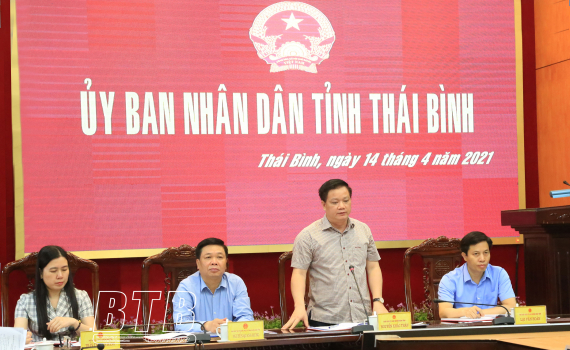 ỦY BAN NHÂN DÂN TỈNH THÁI BÌNH
Thái Bình, ngày 14 tháng 4 năm 2021
BTB